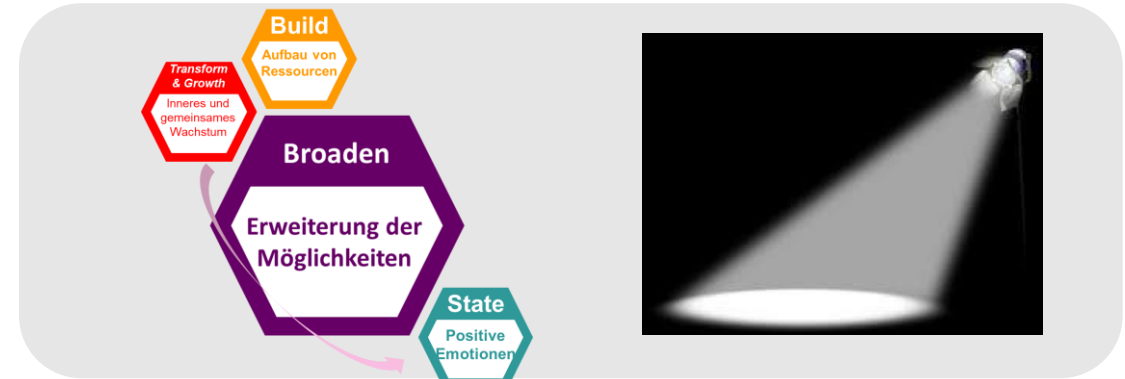 Build
Aufbau von
Ressourcen
Transform
& Growth
Inneres und
gemeinsames
Wachstum
Broaden
Erweiterung der
Möglichkeiten
State
Positive
Emotionen